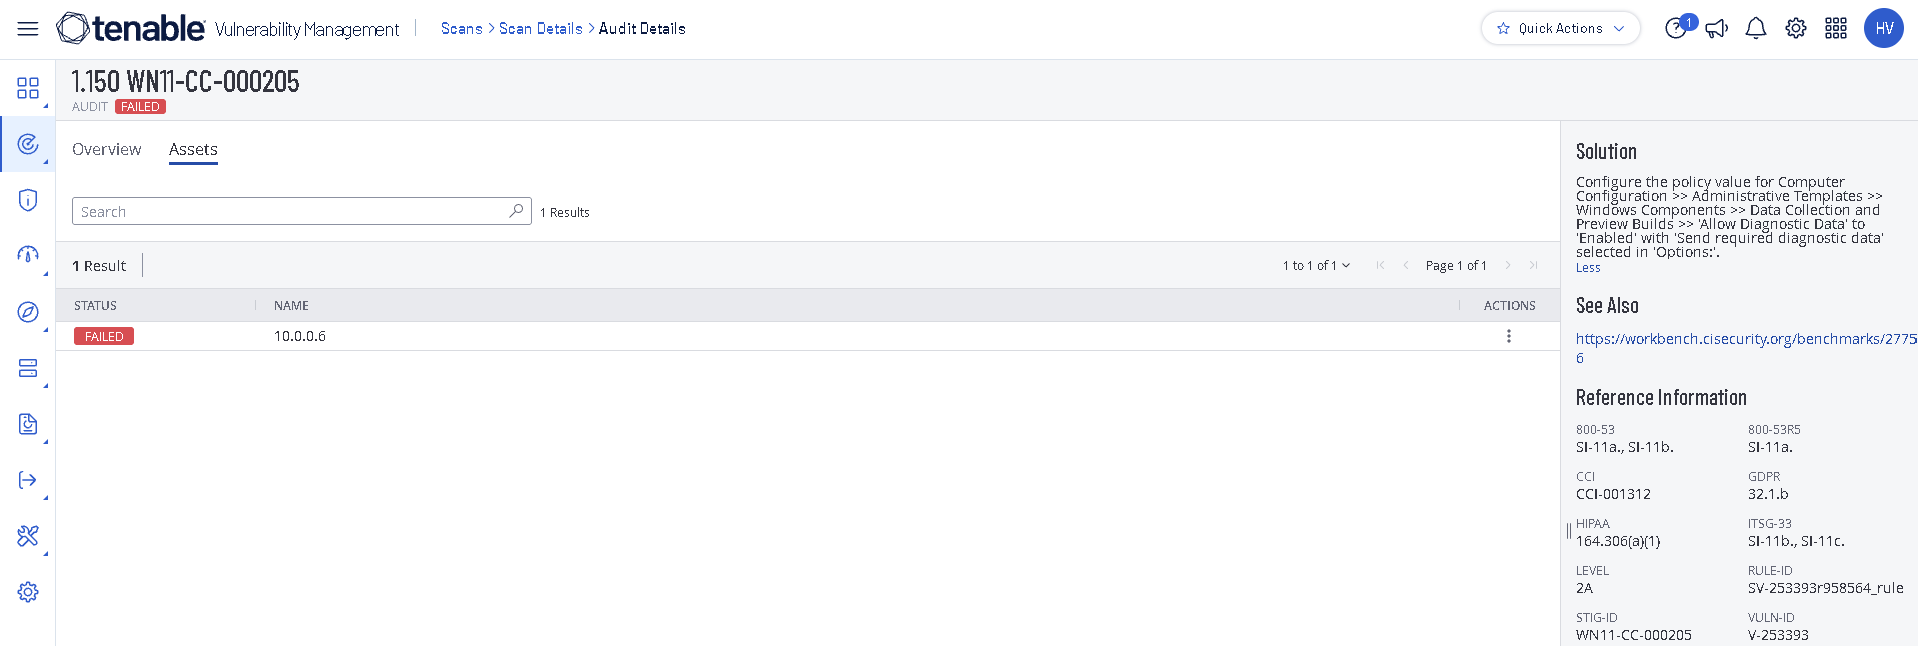 tenable Vulnerability Management Scans > Scan Details > Audit Details Quick Actions 1 HV
1.150 WN11-CC-000205
AUDIT FAILED
Overview Assets
Search 1 Results
1 Result 1 to 1 of 1 Page 1 of 1
STATUS NAME ACTIONS
FAILED 10.0.0.6
Solution
Configure the policy value for Computer
Configuration >> Administrative Templates >>
Windows Components >> Data Collection and
Preview Builds >> 'Allow Diagnostic Data' to
'Enabled' with 'Send required diagnostic data'
selected in 'Options:'.
Less
See Also
https://workbench.cisecurity.org/benchmarks/2775
6
Reference Information
800-53 800-53R5
SI-11a., SI-11b. SI-11a.
CCI GDPR
CCI-001312 32.1.b
HIPAA ITSG-33
164.306(a)(1) SI-11b., SI-11c.
LEVEL RULE-ID
2A SV-253393r958564_rule
STIG-ID VULN-ID
WN11-CC-000205 V-253393